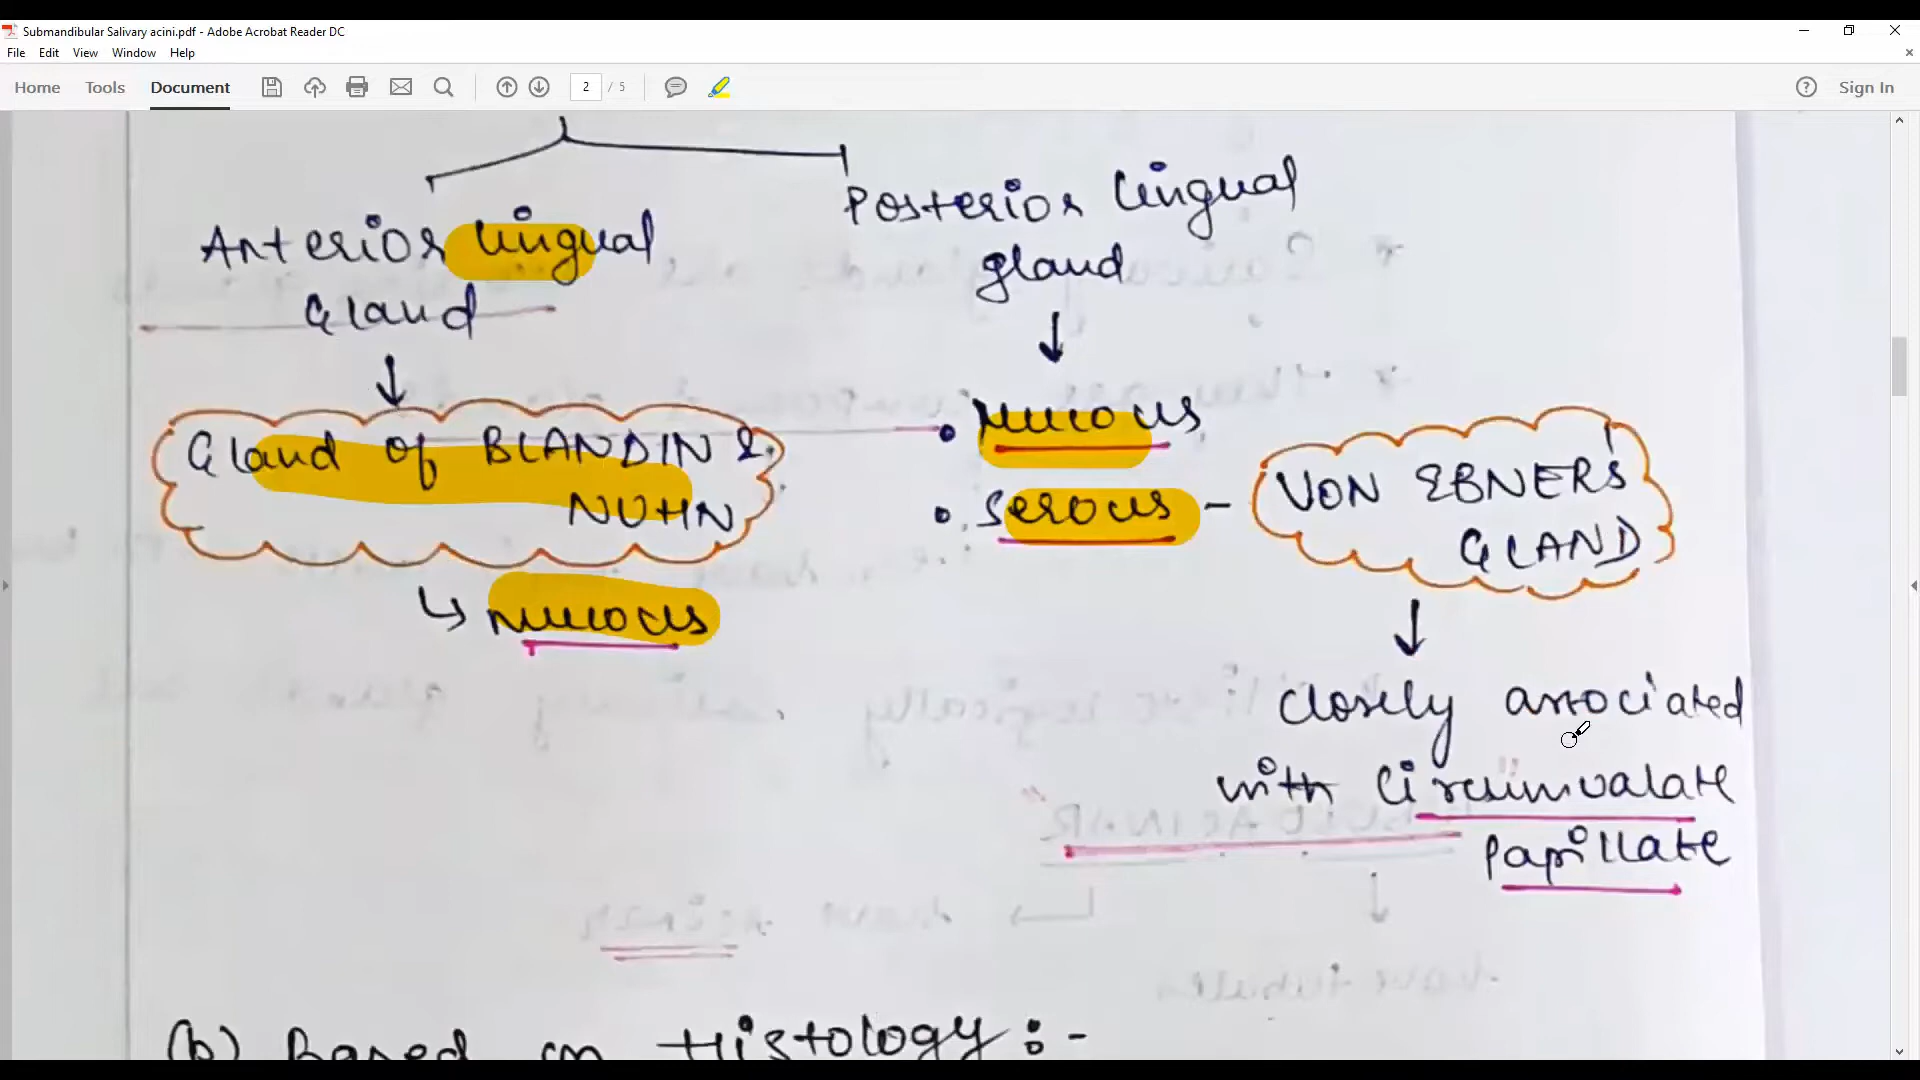 Submandibular Salivary acini.pdf - Adobe Acrobat Reader DC
File Edit View Window Help
Home Tools Document 2 / 5 Sign In
Anterior lingual
Gland
Gland of BLANDIN &
NUHN
Mucous
Posterior lingual
gland
• Mucous
• Serous - VON EBNER'S
GLAND
closely associated
with Circumvalate
papillate
(b) Based on Histology :-